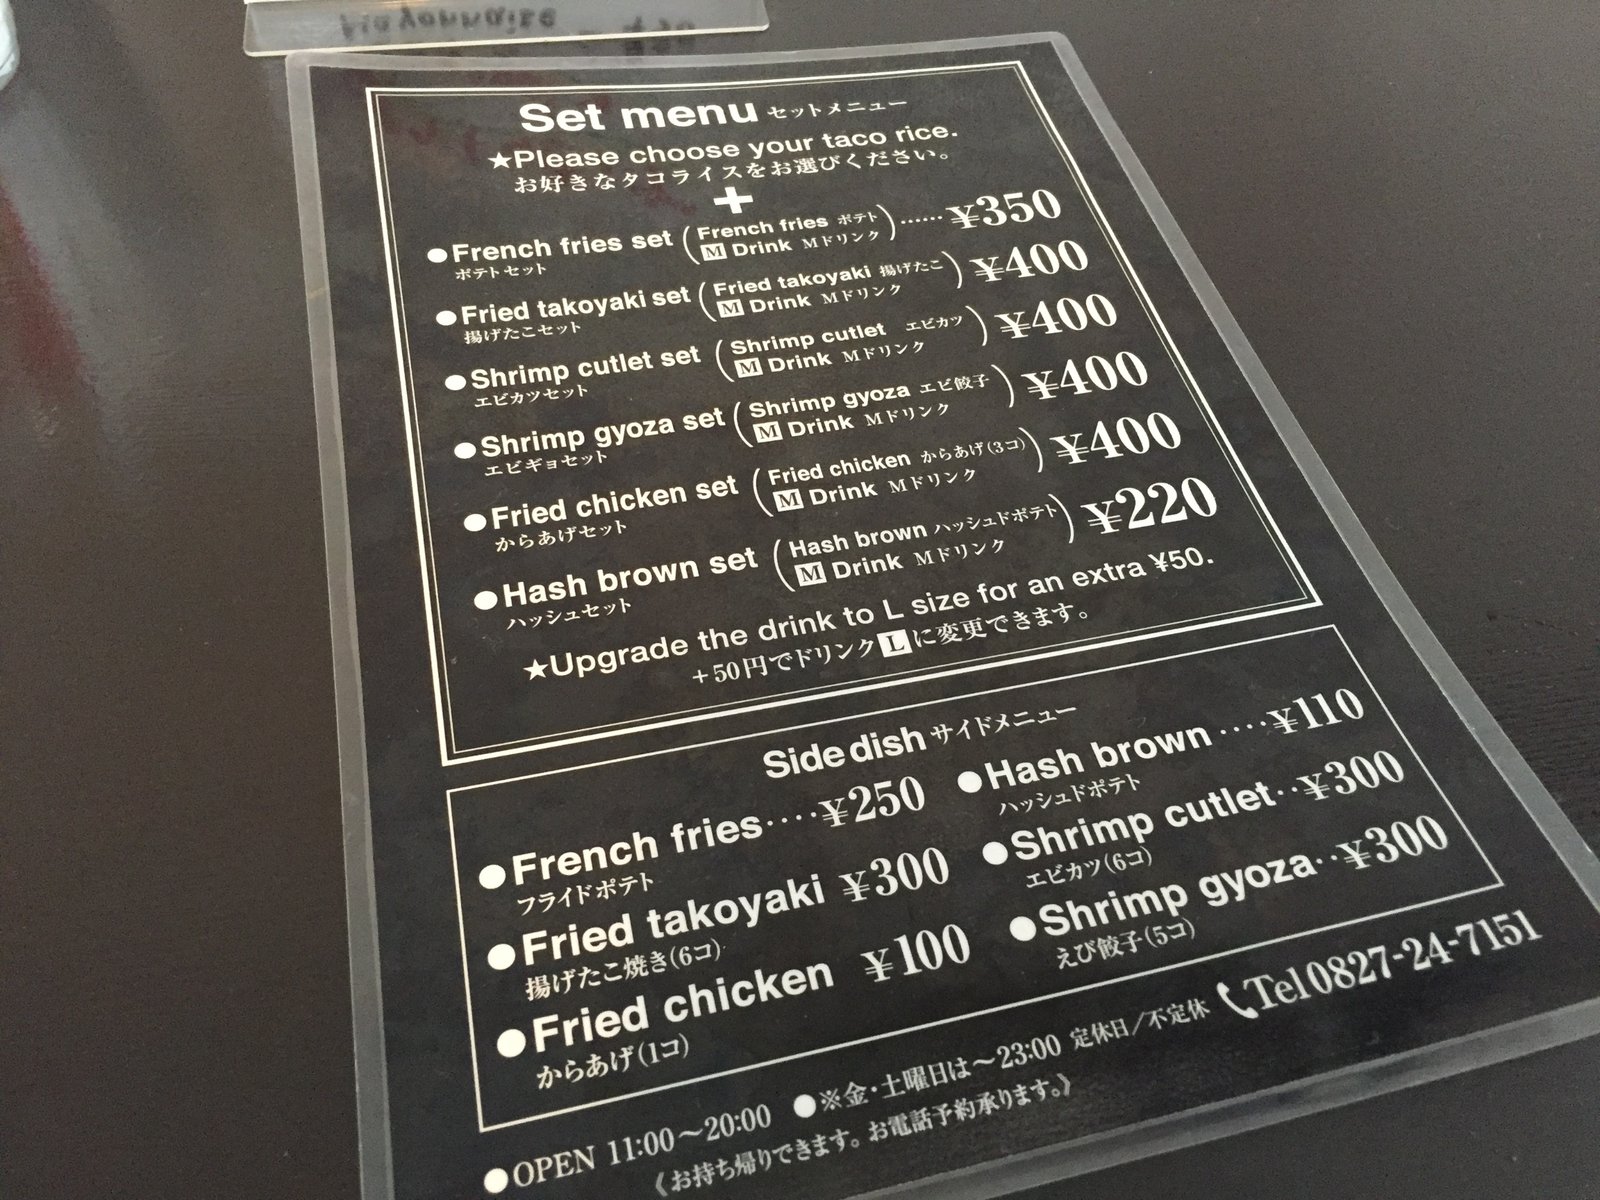 Mayonnaise ¥50
Set menu セットメニュー
★Please choose your taco rice.
お好きなタコライスをお選びください。
+
●French fries set (French fries ポテト M Drink Mドリンク)……¥350
ポテトセット
●Fried takoyaki set (Fried takoyaki 揚げたこ M Drink Mドリンク) ¥400
揚げたこセット
●Shrimp cutlet set (Shrimp cutlet エビカツ M Drink Mドリンク) ¥400
エビカツセット
●Shrimp gyoza set (Shrimp gyoza エビ餃子 M Drink Mドリンク) ¥400
エビギョセット
●Fried chicken set (Fried chicken からあげ(3コ) M Drink Mドリンク) ¥400
からあげセット
●Hash brown set (Hash brown ハッシュドポテト M Drink Mドリンク) ¥220
ハッシュセット
★Upgrade the drink to L size for an extra ¥50.
+50円でドリンクLに変更できます。
Side dish サイドメニュー
●French fries····¥250
フライドポテト
●Fried takoyaki ¥300
揚げたこ焼き(6コ)
●Fried chicken ¥100
からあげ(1コ)
●Hash brown····¥110
ハッシュドポテト
●Shrimp cutlet··¥300
エビカツ(6コ)
●Shrimp gyoza··¥300
えび餃子(5コ)
●OPEN 11:00～20:00 ●※金・土曜日は～23:00 定休日/不定休 Tel 0827-24-7151
《お持ち帰りできます。お電話予約承ります。》